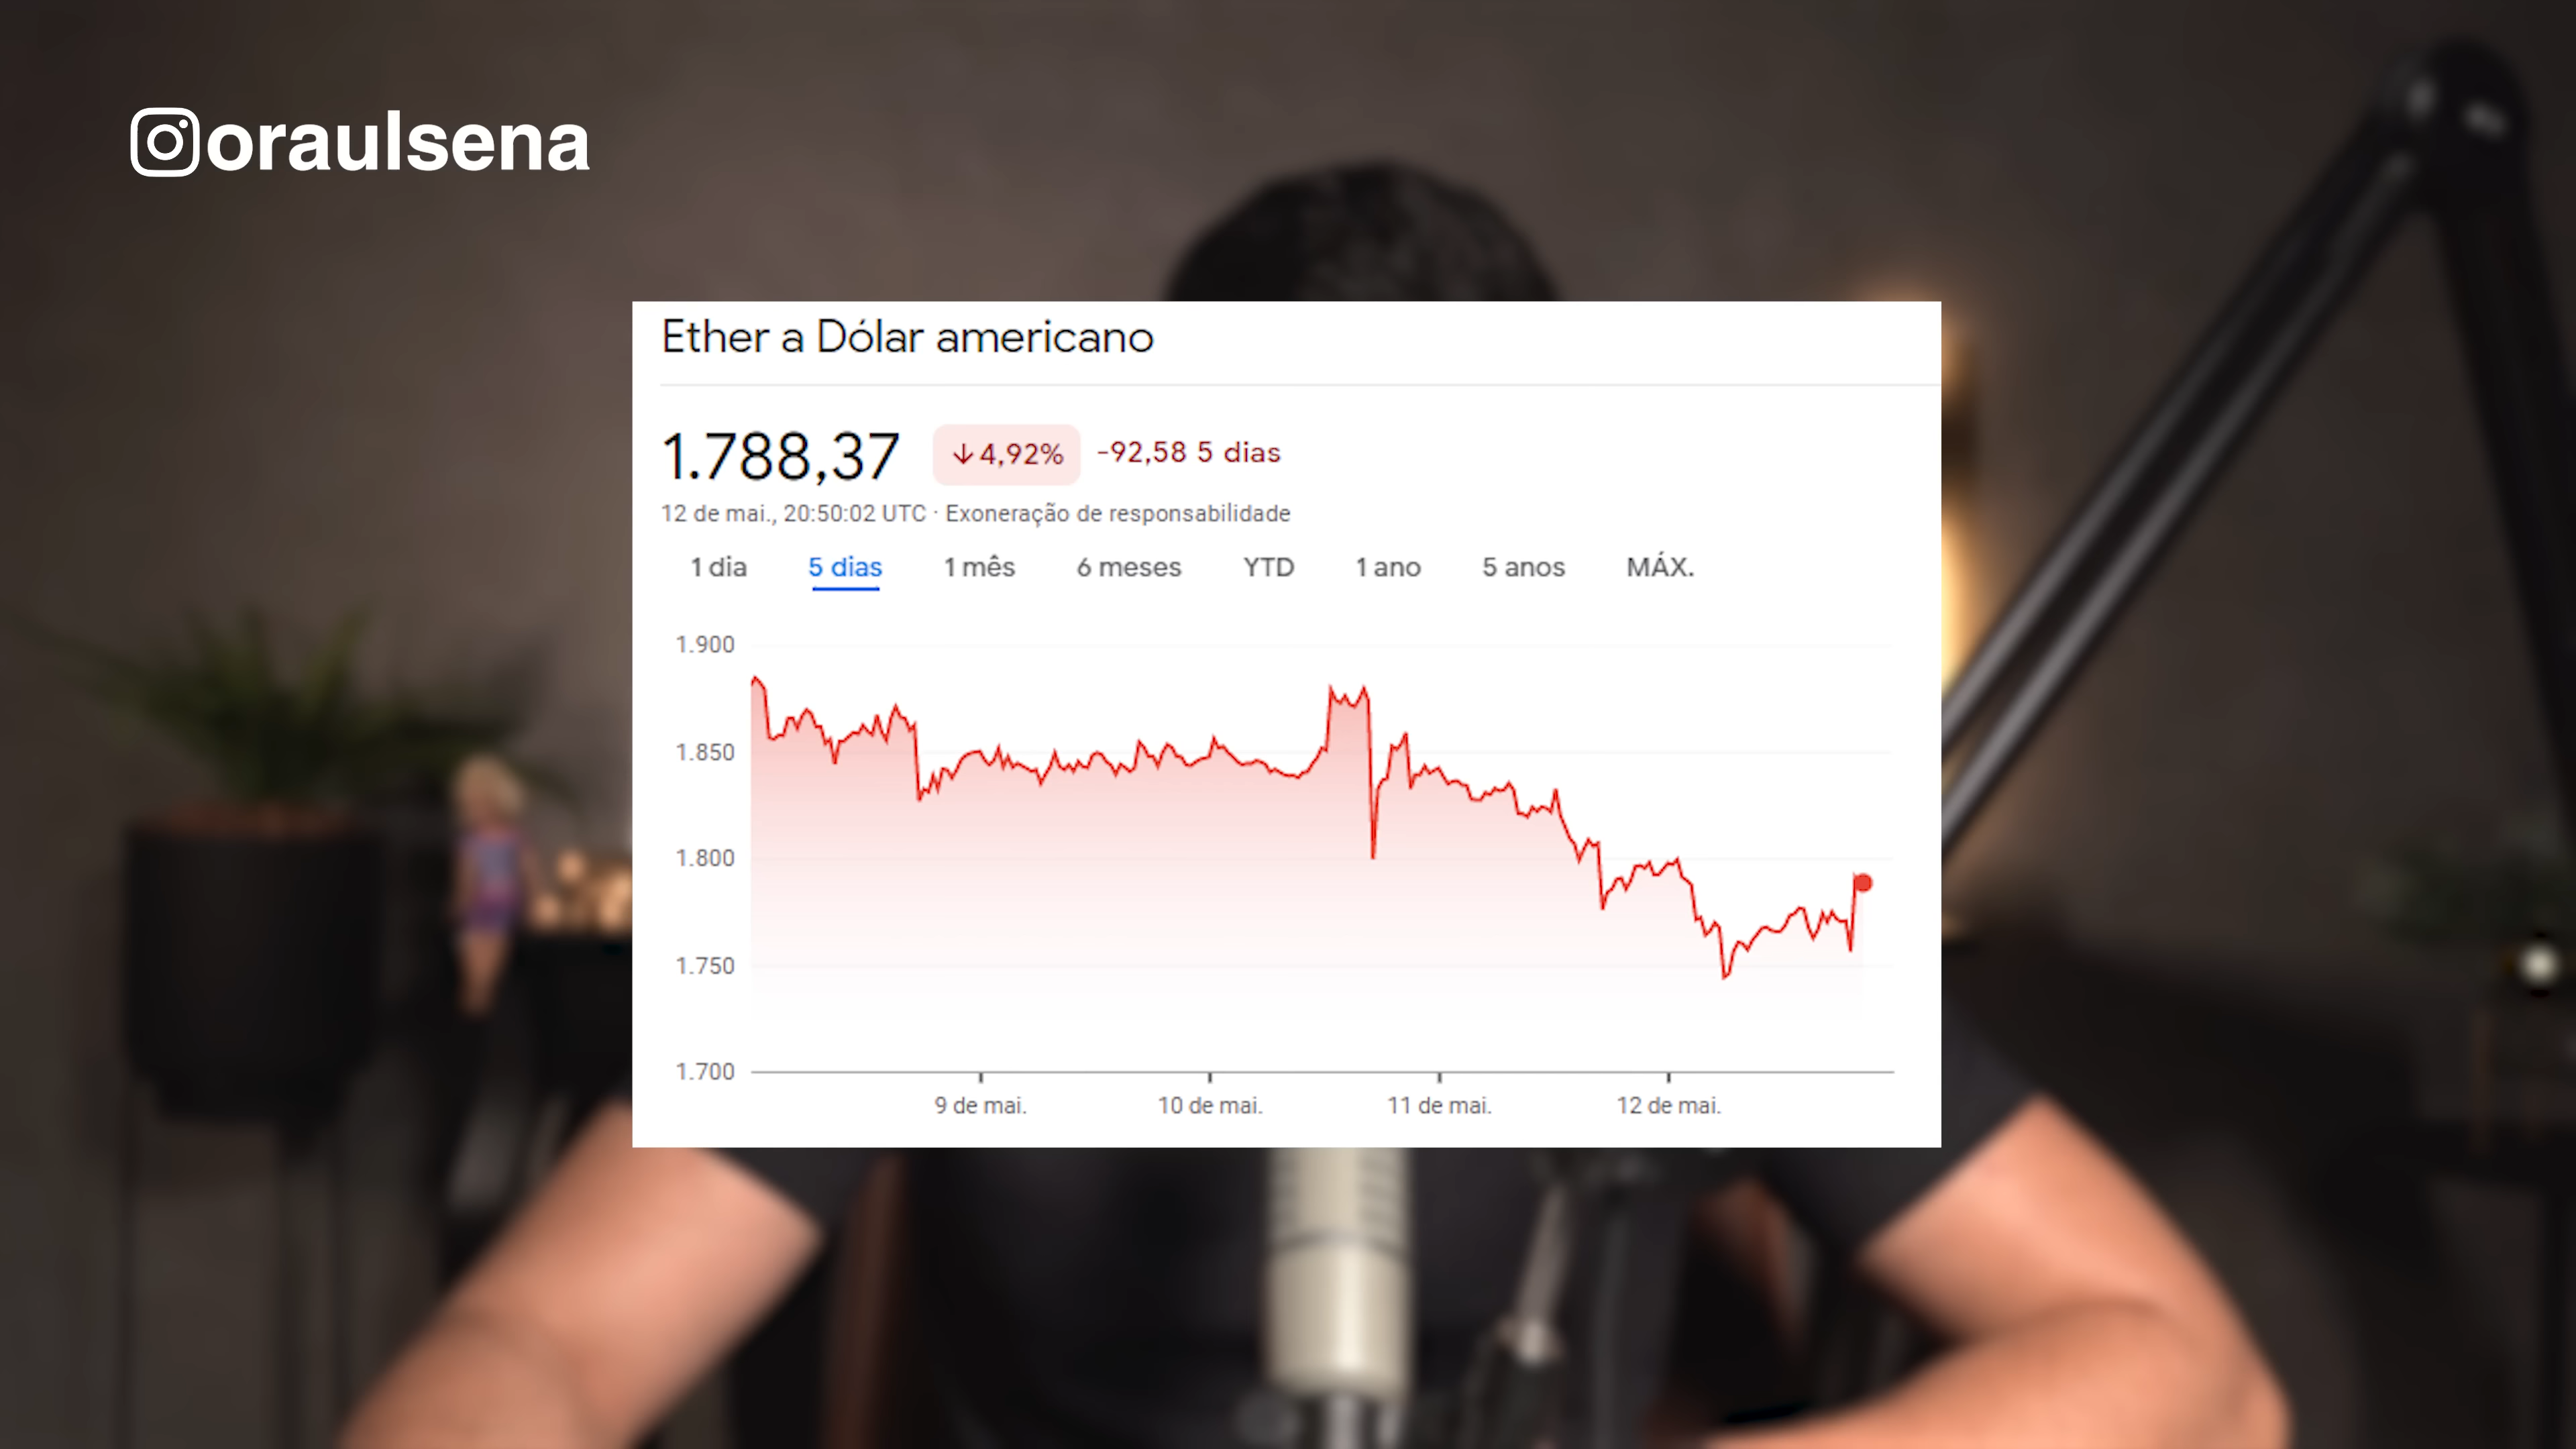 oraulsena
Ether a Dólar americano
1.788,37 ↓4,92% -92,58 5 dias
12 de mai., 20:50:02 UTC · Exoneração de responsabilidade
1 dia 5 dias 1 mês 6 meses YTD 1 ano 5 anos MÁX.
1.900
1.850
1.800
1.750
1.700
9 de mai. 10 de mai. 11 de mai. 12 de mai.